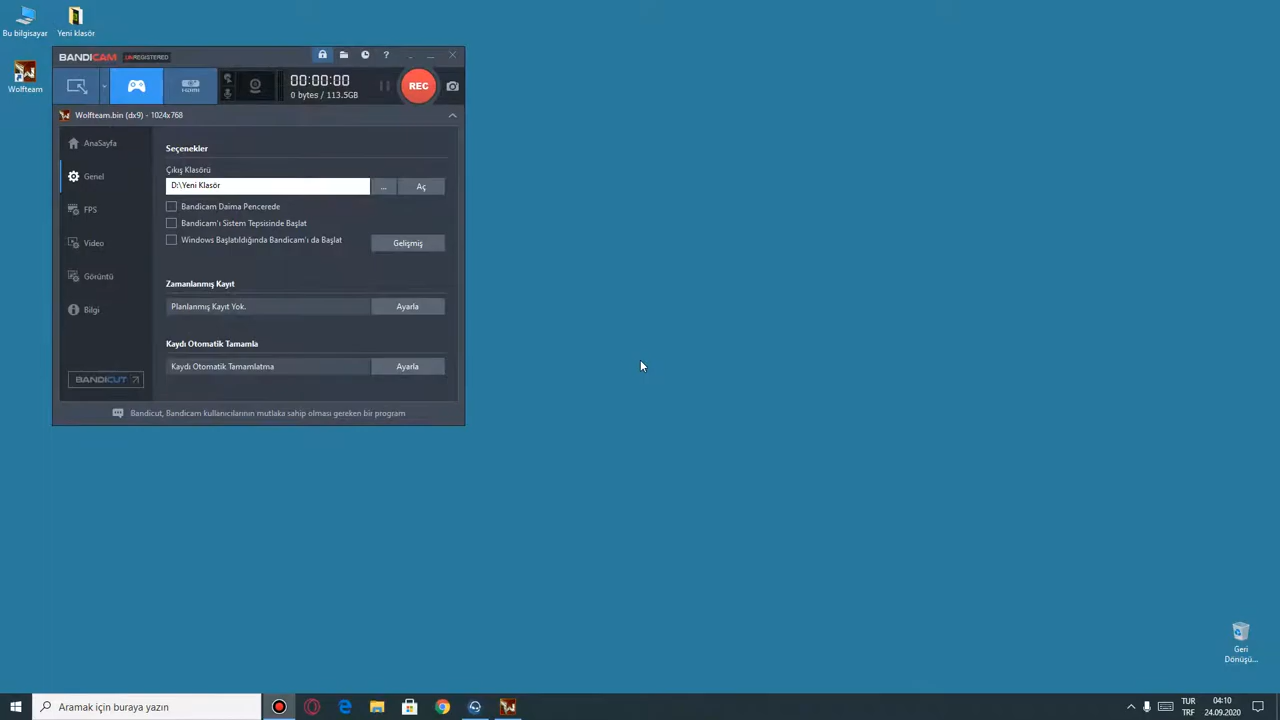 Bu bilgisayar
Yeni klasör
Wolfteam
BANDICAM UNREGISTERED
?
HDMI
00:00:00
0 bytes / 113.5GB
REC
Wolfteam.bin (dx9) - 1024x768
AnaSayfa
Genel
FPS
Video
Görüntü
Bilgi
BANDICUT
Seçenekler
Çıkış Klasörü
D:\Yeni Klasör
...
Aç
Bandicam Daima Pencerede
Bandicam'ı Sistem Tepsisinde Başlat
Windows Başlatıldığında Bandicam'ı da Başlat
Gelişmiş
Zamanlanmış Kayıt
Planlanmış Kayıt Yok.
Ayarla
Kaydı Otomatik Tamamla
Kaydı Otomatik Tamamlatma
Ayarla
Bandicut, Bandicam kullanıcılarının mutlaka sahip olması gereken bir program
Geri
Dönüşü...
Aramak için buraya yazın
TUR
TRF
04:10
24.09.2020